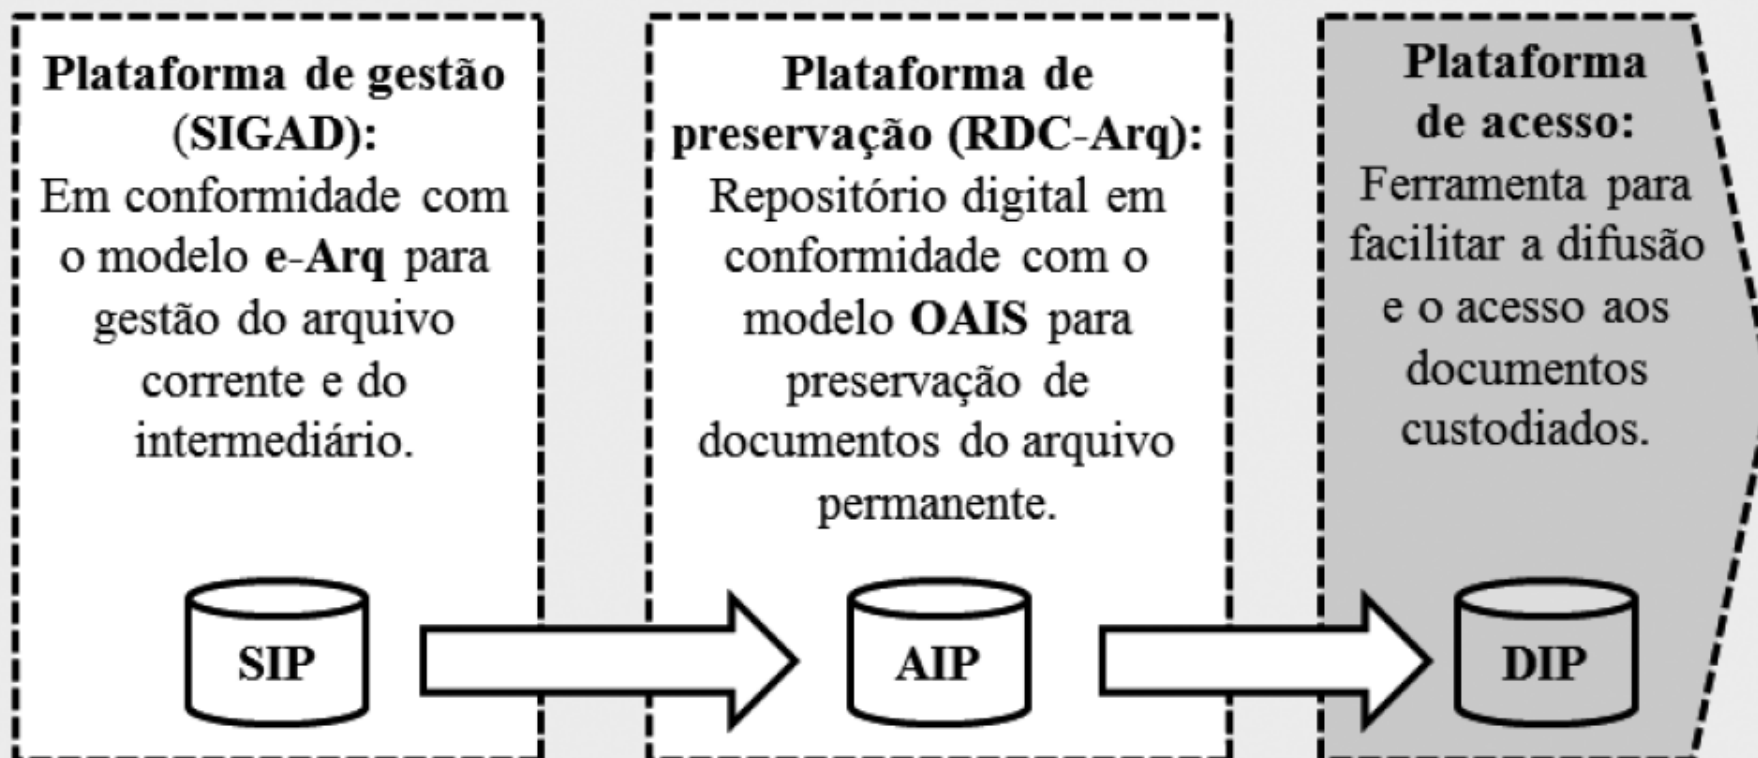 Plataforma de gestão
(SIGAD):
Em conformidade com
o modelo e-Arq para
gestão do arquivo
corrente e do
intermediário.
SIP
Plataforma de
preservação (RDC-Arq):
Repositório digital em
conformidade com o
modelo OAIS para
preservação de
documentos do arquivo
permanente.
AIP
Plataforma
de acesso:
Ferramenta para
facilitar a difusão
e o acesso aos
documentos
custodiados.
DIP